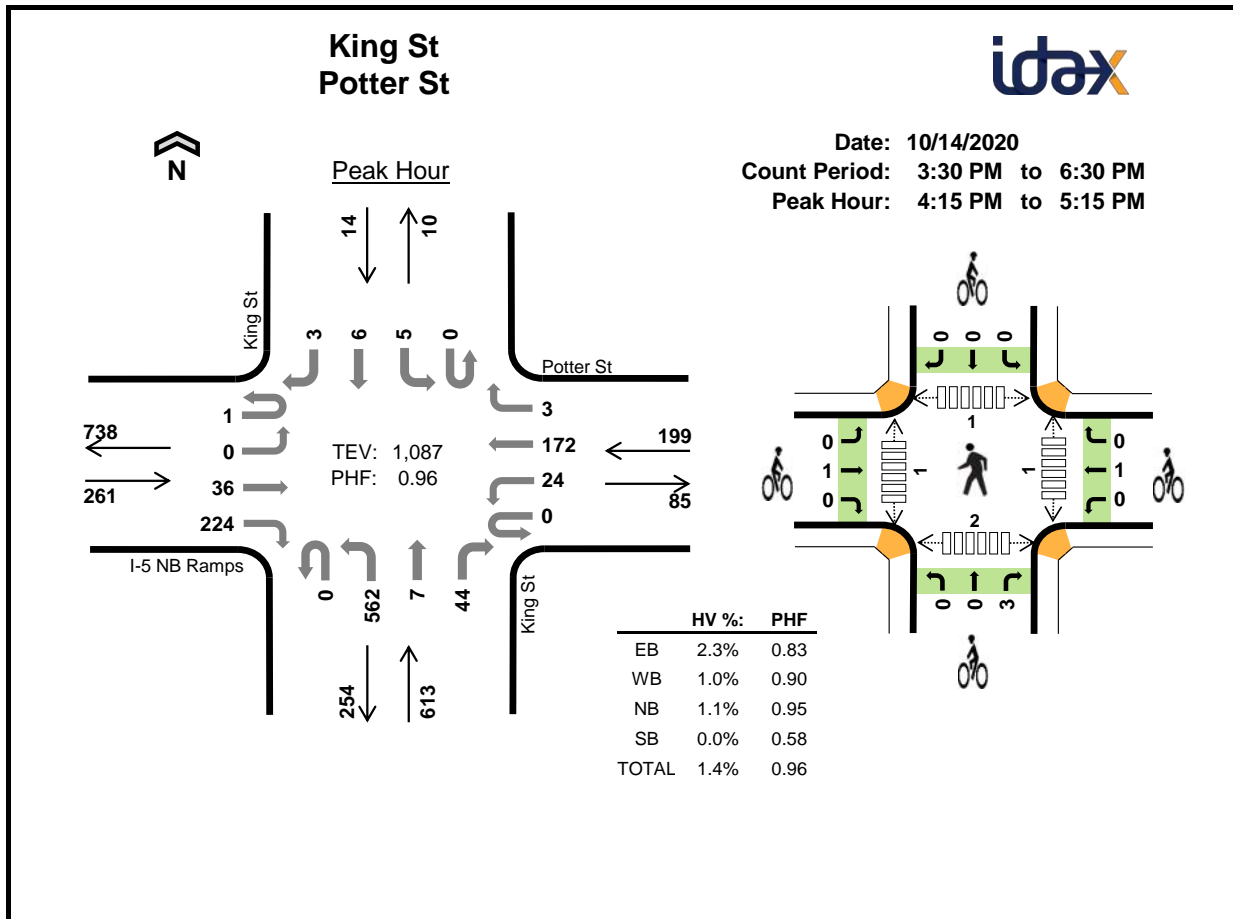 King St
Potter St
idax
N
Peak Hour
Date: 10/14/2020
Count Period: 3:30 PM to 6:30 PM
Peak Hour: 4:15 PM to 5:15 PM
14
10
King St
3
6
5
0
Potter St
1
0
36
224
738
261
TEV: 1,087
PHF: 0.96
3
172
24
0
199
85
I-5 NB Ramps
0
562
7
44
King St
254
613
0
0
0
1
0
1
0
1
1
0
1
0
2
0
0
3
HV %: PHF
EB 2.3% 0.83
WB 1.0% 0.90
NB 1.1% 0.95
SB 0.0% 0.58
TOTAL 1.4% 0.96